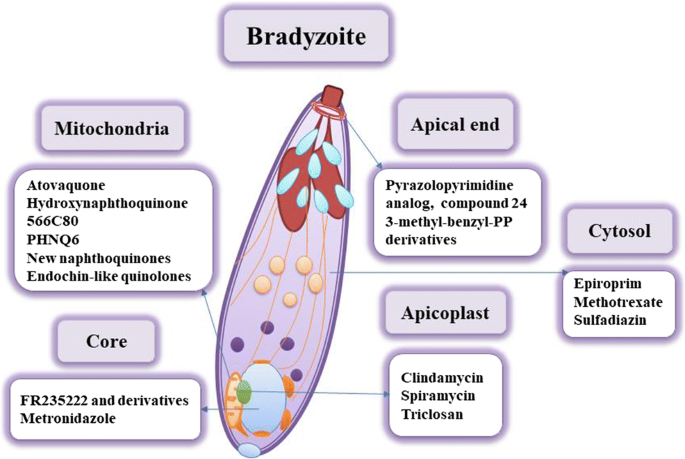 Bradyzoite
Mitochondria
Atovaquone
Hydroxynaphthoquinone
566C80
PHNQ6
New naphthoquinones
Endochin-like quinolones
Apical end
Pyrazolopyrimidine
analog, compound 24
3-methyl-benzyl-PP
derivatives
Cytosol
Epiroprim
Methotrexate
Sulfadiazin
Core
FR235222 and derivatives
Metronidazole
Apicoplast
Clindamycin
Spiramycin
Triclosan